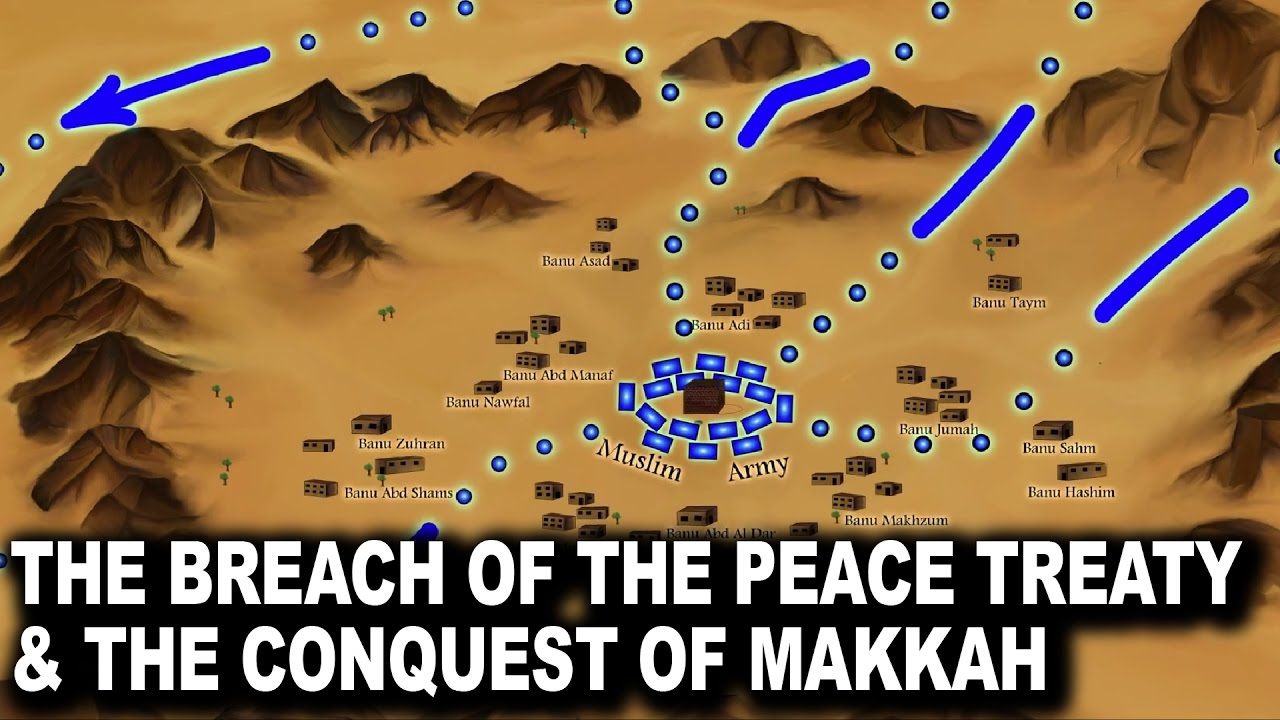 Banu Asad
Banu Taym
Banu Adi
Banu Abd Manaf
Banu Nawfal
Banu Jumah
Banu Zuhran
Banu Sahm
Muslim Army
Banu Abd Shams
Banu Hashim
Banu Makhzum
Banu Abd Al Dar
THE BREACH OF THE PEACE TREATY
& THE CONQUEST OF MAKKAH